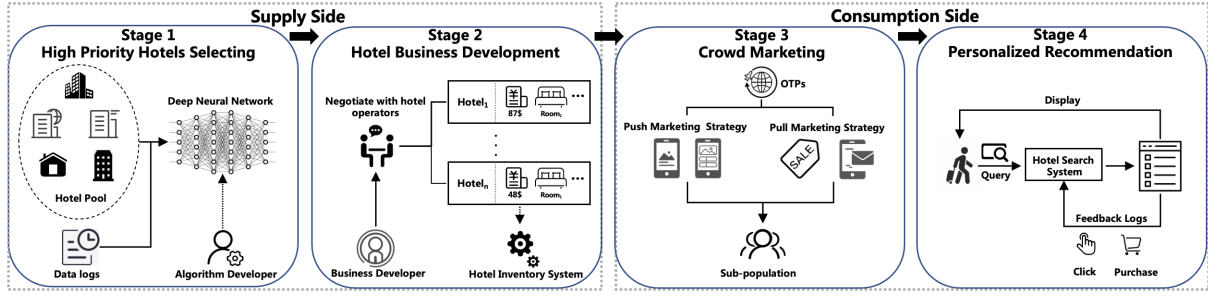 Supply Side
Consumption Side
Stage 1
High Priority Hotels Selecting
Deep Neural Network
Hotel Pool
Data logs
Algorithm Developer
Stage 2
Hotel Business Development
Negotiate with hotel
operators
Hotel1
¥
87$
Room1
...
Hoteln
¥
48$
Room1
...
Business Developer
Hotel Inventory System
Stage 3
Crowd Marketing
OTPs
Push Marketing Strategy
Pull Marketing Strategy
SALE
Sub-population
Stage 4
Personalized Recommendation
Display
Query
Hotel Search
System
Feedback Logs
Click
Purchase